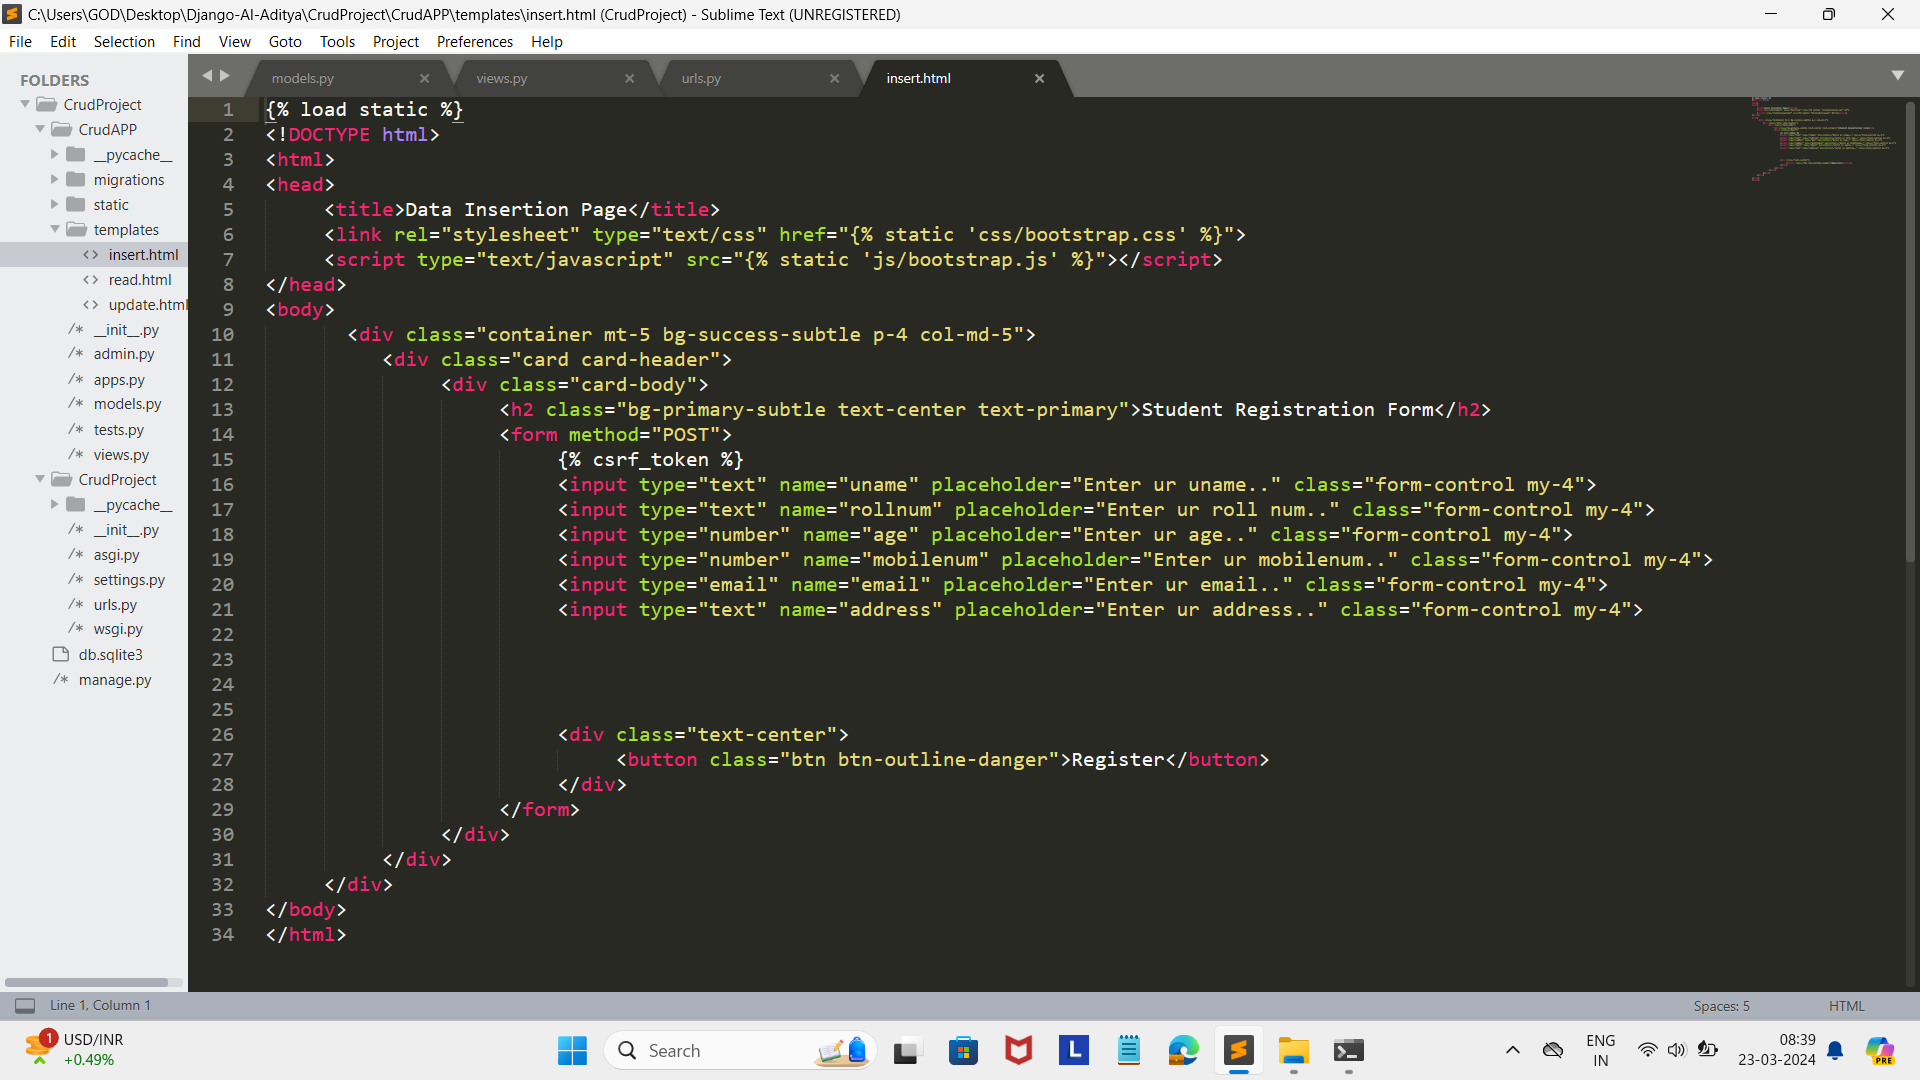 C:\Users\GOD\Desktop\Django-AI-Aditya\CrudProject\CrudAPP\templates\insert.html (CrudProject) - Sublime Text (UNREGISTERED)
File Edit Selection Find View Goto Tools Project Preferences Help
FOLDERS
CrudProject
CrudAPP
__pycache__
migrations
static
templates
<> insert.html
<> read.html
<> update.html
/* __init__.py
/* admin.py
/* apps.py
/* models.py
/* tests.py
/* views.py
CrudProject
__pycache__
/* __init__.py
/* asgi.py
/* settings.py
/* urls.py
/* wsgi.py
db.sqlite3
/* manage.py
models.py views.py urls.py insert.html
1 {% load static %}
2 <!DOCTYPE html>
3 <html>
4 <head>
5 <title>Data Insertion Page</title>
6 <link rel="stylesheet" type="text/css" href="{% static 'css/bootstrap.css' %}">
7 <script type="text/javascript" src="{% static 'js/bootstrap.js' %}"></script>
8 </head>
9 <body>
10 <div class="container mt-5 bg-success-subtle p-4 col-md-5">
11 <div class="card card-header">
12 <div class="card-body">
13 <h2 class="bg-primary-subtle text-center text-primary">Student Registration Form</h2>
14 <form method="POST">
15 {% csrf_token %}
16 <input type="text" name="uname" placeholder="Enter ur uname.." class="form-control my-4">
17 <input type="text" name="rollnum" placeholder="Enter ur roll num.." class="form-control my-4">
18 <input type="number" name="age" placeholder="Enter ur age.." class="form-control my-4">
19 <input type="number" name="mobilenum" placeholder="Enter ur mobilenum.." class="form-control my-4">
20 <input type="email" name="email" placeholder="Enter ur email.." class="form-control my-4">
21 <input type="text" name="address" placeholder="Enter ur address.." class="form-control my-4">
22
23
24
25
26 <div class="text-center">
27 <button class="btn btn-outline-danger">Register</button>
28 </div>
29 </form>
30 </div>
31 </div>
32 </div>
33 </body>
34 </html>
Line 1, Column 1 Spaces: 5 HTML
1 USD/INR
+0.49%
Search
L
ENG
IN
08:39
23-03-2024
PRE